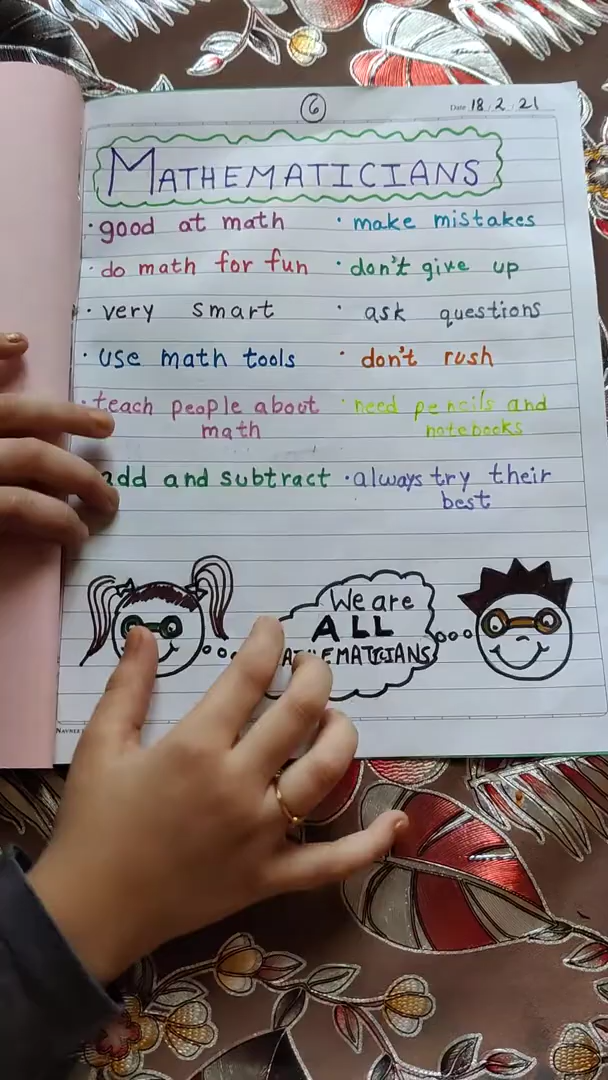 6
Date 18.2.21
MATHEMATICIANS
· good at math
· do math for fun
· very smart
· use math tools
· teach people about
math
add and subtract
· make mistakes
· don't give up
· ask questions
· don't rush
· need pencils and
notebooks
· always try their
best
We are
ALL
MATHEMATICIANS